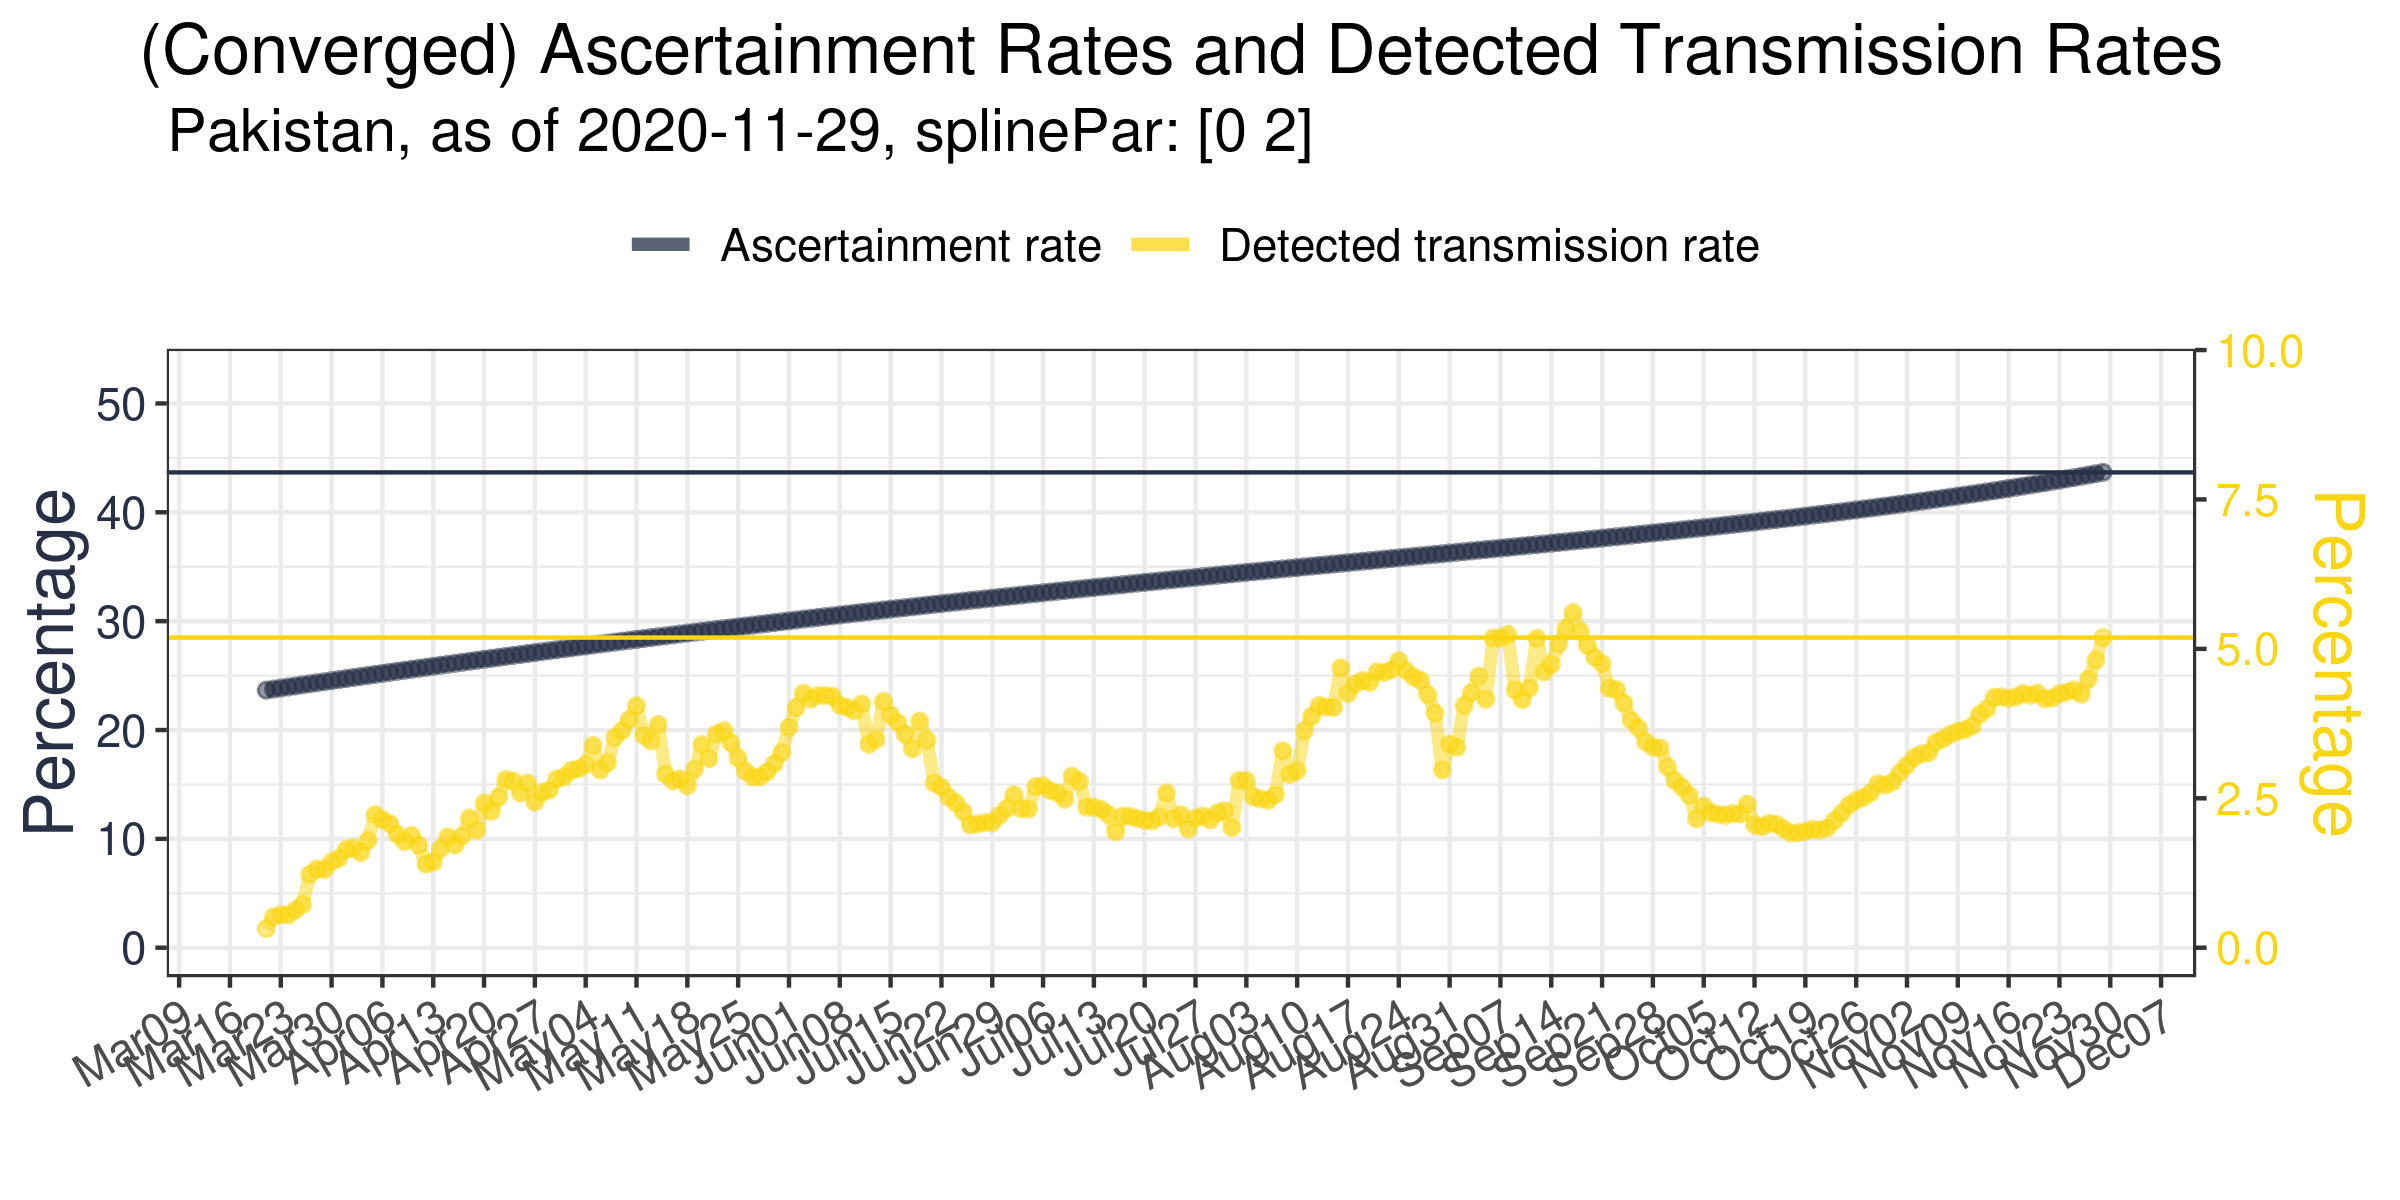 (Converged) Ascertainment Rates and Detected Transmission Rates
Pakistan, as of 2020-11-29, splinePar: [0 2]
Ascertainment rate
Detected transmission rate
Percentage
50
40
30
20
10
0
10.0
7.5
5.0
2.5
0.0
Percentage
Mar09
Mar16
Mar23
Mar30
Apr06
Apr13
Apr20
Apr27
May04
May11
May18
May25
Jun01
Jun08
Jun15
Jun22
Jun29
Jul06
Jul13
Jul20
Jul27
Aug03
Aug10
Aug17
Aug24
Aug31
Sep07
Sep14
Sep21
Sep28
Oct05
Oct12
Oct19
Oct26
Nov02
Nov09
Nov16
Nov23
Nov30
Dec07